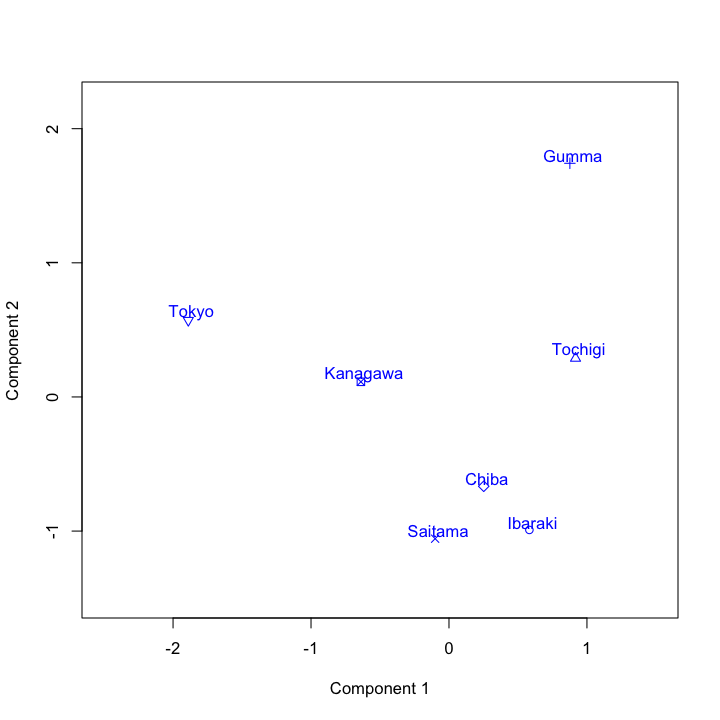 2
Gumma
1
Tokyo
Tochigi
Kanagawa
0
Chiba
Ibaraki
Saitama
-1
Component 2
-2
-1
0
1
Component 1